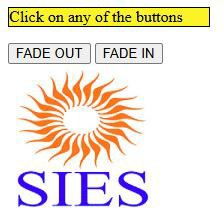 Click on any of the buttons
FADE OUT FADE IN
SIES